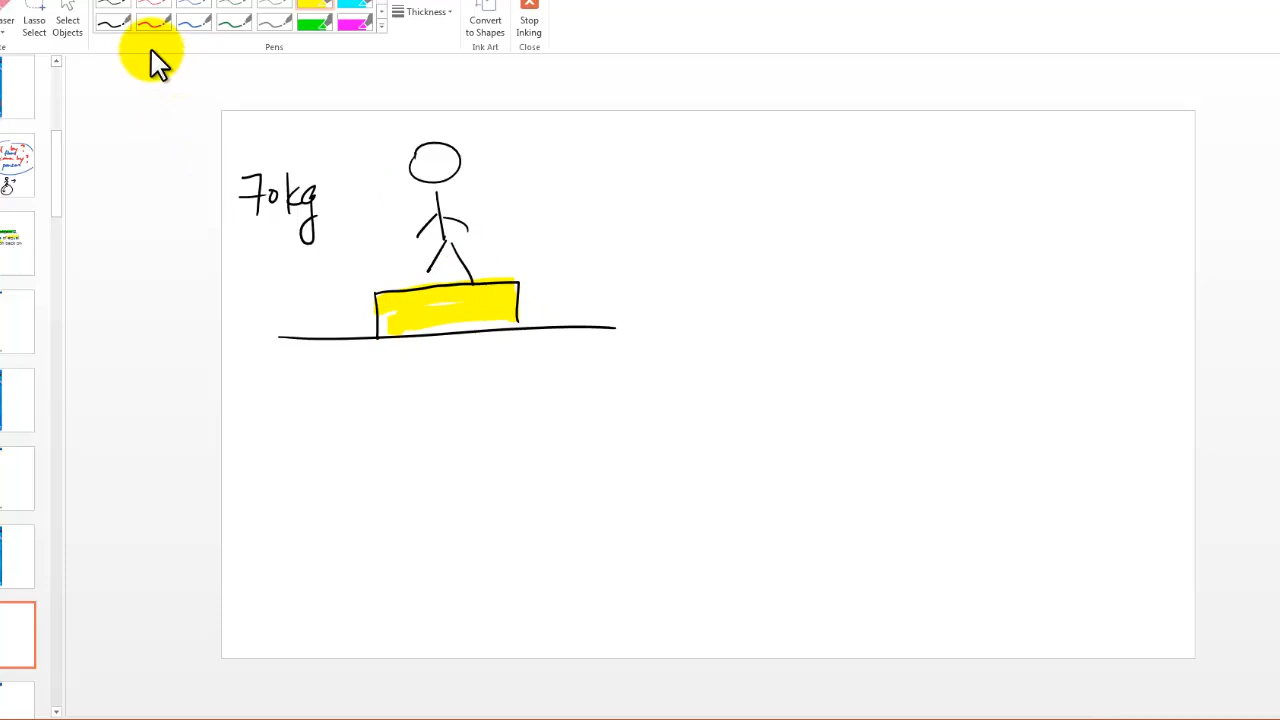 Lasso
Select
Select
Objects
Thickness
Convert
to Shapes
Stop
Inking
Pens
Ink Art
Close
70kg